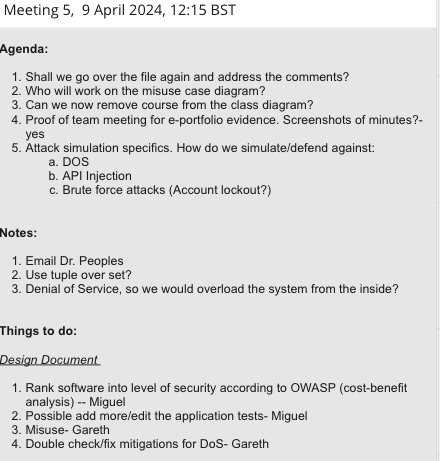 Meeting 5,  9 April 2024, 12:15 BST
Agenda:
1. Shall we go over the file again and address the comments?
2. Who will work on the misuse case diagram?
3. Can we now remove course from the class diagram?
4. Proof of team meeting for e-portfolio evidence. Screenshots of minutes?-
yes
5. Attack simulation specifics. How do we simulate/defend against:
a. DOS
b. API Injection
c. Brute force attacks (Account lockout?)
Notes:
1. Email Dr. Peoples
2. Use tuple over set?
3. Denial of Service, so we would overload the system from the inside?
Things to do:
Design Document
1. Rank software into level of security according to OWASP (cost-benefit
analysis) -- Miguel
2. Possible add more/edit the application tests- Miguel
3. Misuse- Gareth
4. Double check/fix mitigations for DoS- Gareth